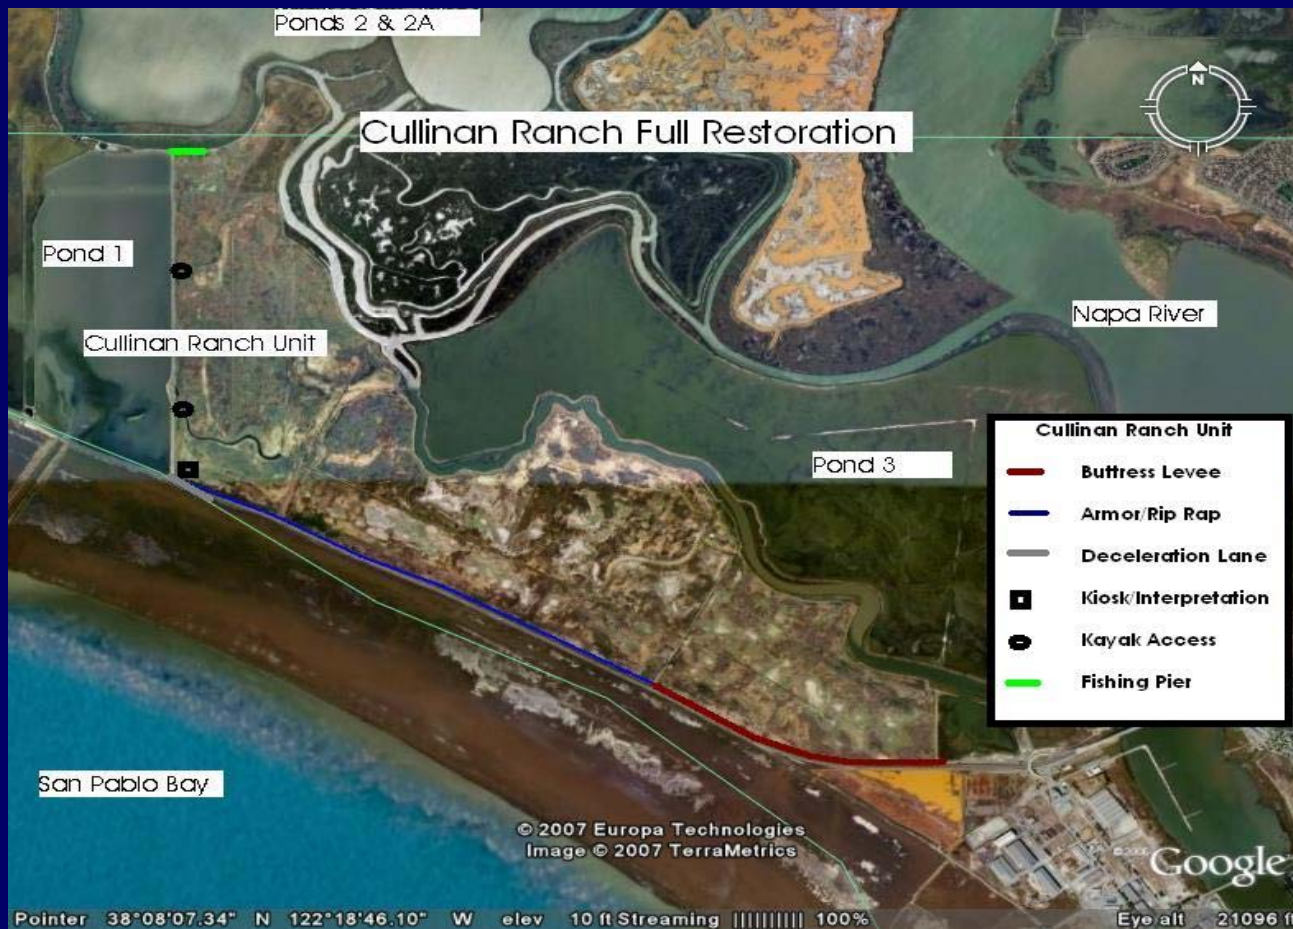 Ponds 2 & 2A
N
Cullinan Ranch Full Restoration
Pond 1
Napa River
Cullinan Ranch Unit
Pond 3
Cullinan Ranch Unit
Buttress Levee
Armor/Rip Rap
Deceleration Lane
Kiosk/Interpretation
Kayak Access
Fishing Pier
San Pablo Bay
© 2007 Europa Technologies
Image © 2007 TerraMetrics
Google
Pointer 38°08'07.34" N 122°18'46.10" W elev 10 ft Streaming |||||||||| 100% Eye alt 21096 ft